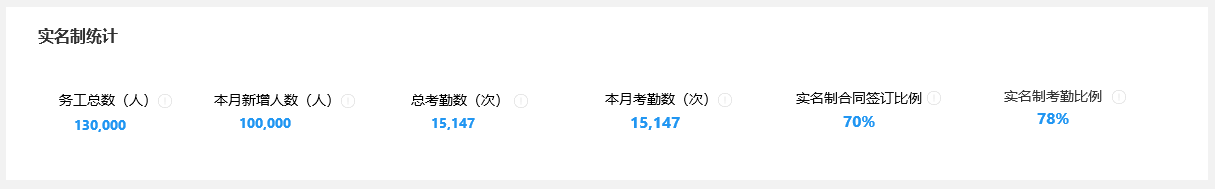 实名制统计
务工总数（人）
本月新增人数（人）
总考勤数（次）
本月考勤数（次）
实名制合同签订比例
实名制考勤比例
130,000
100,000
15,147
15,147
70%
78%